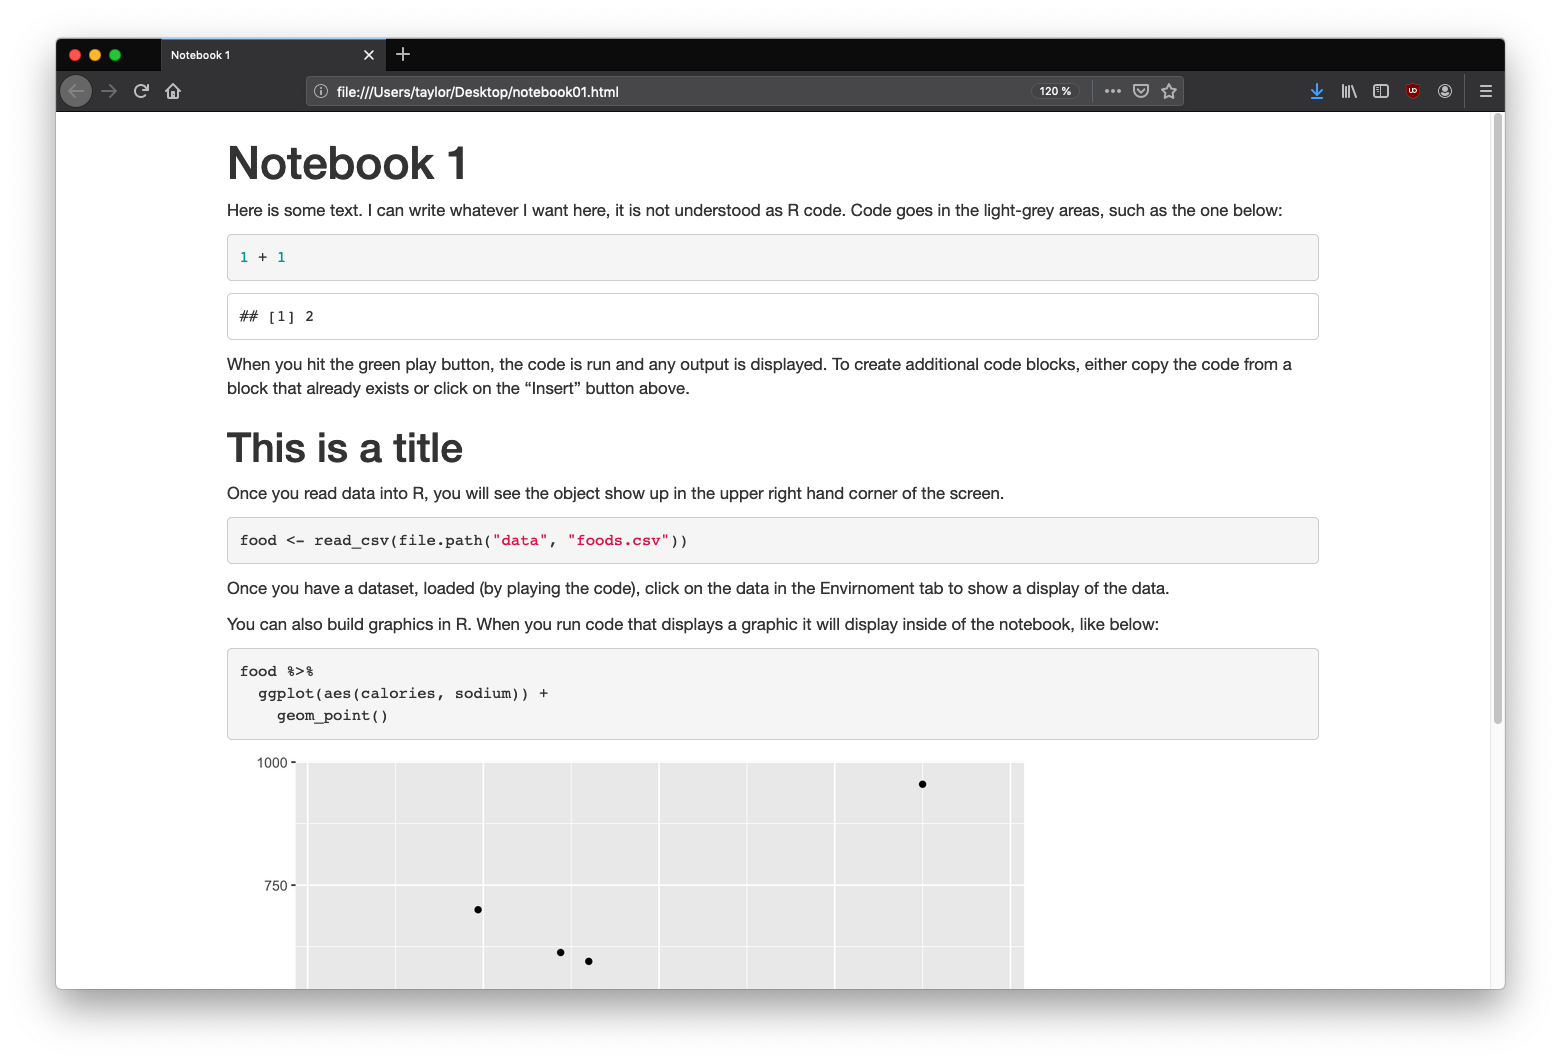 Notebook 1
file:///Users/taylor/Desktop/notebook01.html
120 %
Notebook 1
Here is some text. I can write whatever I want here, it is not understood as R code. Code goes in the light-grey areas, such as the one below:
1 + 1
## [1] 2
When you hit the green play button, the code is run and any output is displayed. To create additional code blocks, either copy the code from a
block that already exists or click on the “Insert” button above.
This is a title
Once you read data into R, you will see the object show up in the upper right hand corner of the screen.
food <- read_csv(file.path("data", "foods.csv"))
Once you have a dataset, loaded (by playing the code), click on the data in the Envirnoment tab to show a display of the data.
You can also build graphics in R. When you run code that displays a graphic it will display inside of the notebook, like below:
food %>%
  ggplot(aes(calories, sodium)) +
    geom_point()
1000
750